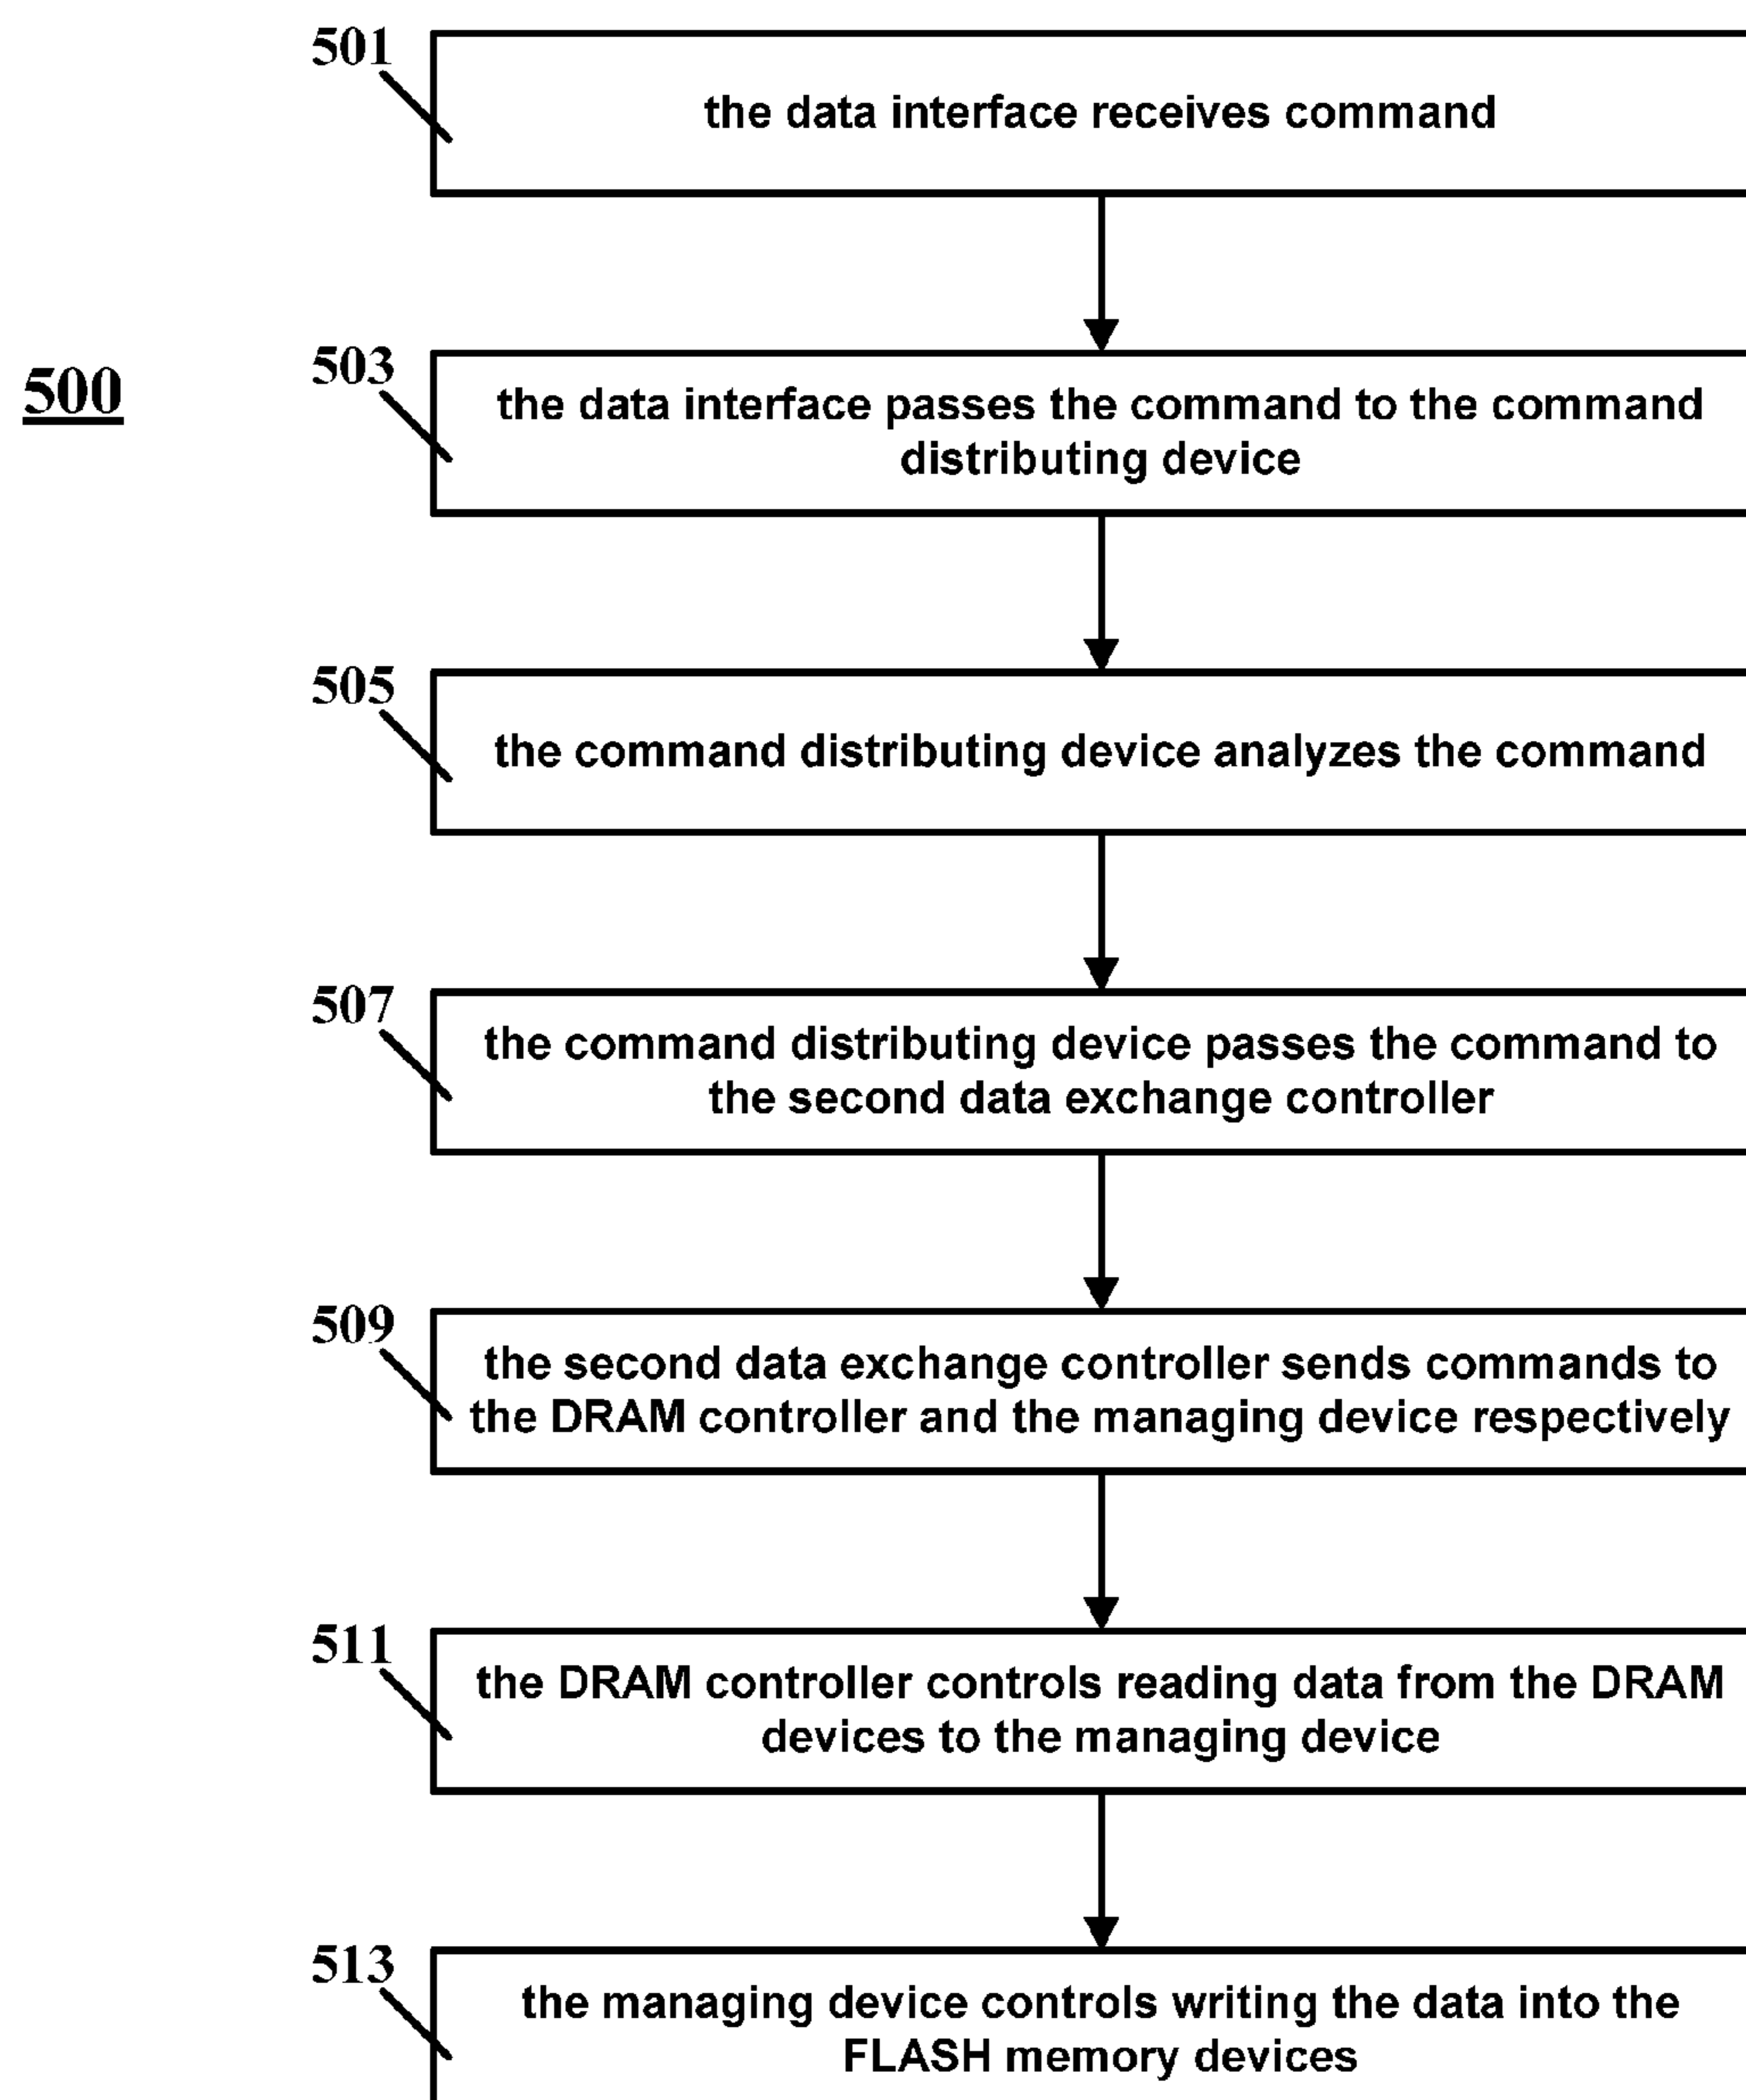 501
the data interface receives command
500
503
the data interface passes the command to the command
distributing device
505
the command distributing device analyzes the command
507
the command distributing device passes the command to
the second data exchange controller
509
the second data exchange controller sends commands to
the DRAM controller and the managing device respectively
511
the DRAM controller controls reading data from the DRAM
devices to the managing device
513
the managing device controls writing the data into the
FLASH memory devices